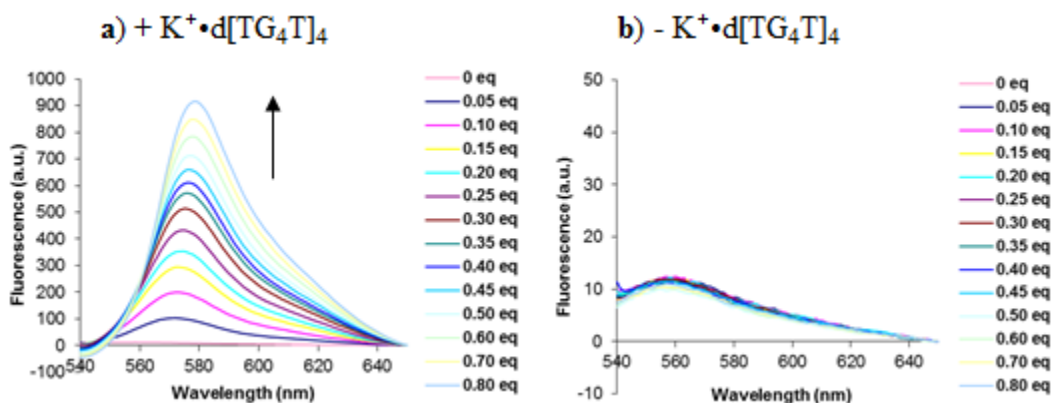 a) + K⁺•d[TG₄T]₄
1000
900
800
700
600
500
400
300
200
100
0
-100
540
560
580
600
620
640
Fluorescence (a.u.)
Wavelength (nm)
0 eq
0.05 eq
0.10 eq
0.15 eq
0.20 eq
0.25 eq
0.30 eq
0.35 eq
0.40 eq
0.45 eq
0.50 eq
0.60 eq
0.70 eq
0.80 eq
b) - K⁺•d[TG₄T]₄
50
40
30
20
10
0
-10
540
560
580
600
620
640
Fluorescence (a.u.)
Wavelength (nm)
0 eq
0.05 eq
0.10 eq
0.15 eq
0.20 eq
0.25 eq
0.30 eq
0.35 eq
0.40 eq
0.45 eq
0.50 eq
0.60 eq
0.70 eq
0.80 eq